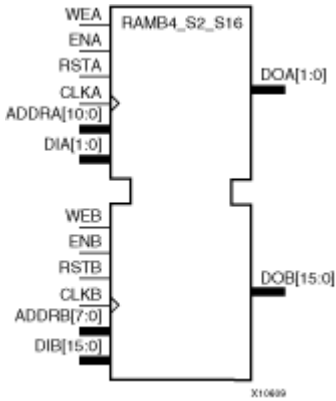 WEA
RAMB4_S2_S16
ENA
RSTA
DOA[1:0]
CLKA
ADDRA[10:0]
DIA[1:0]
WEB
ENB
RSTB
DOB[15:0]
CLKB
ADDRB[7:0]
DIB[15:0]
X10609